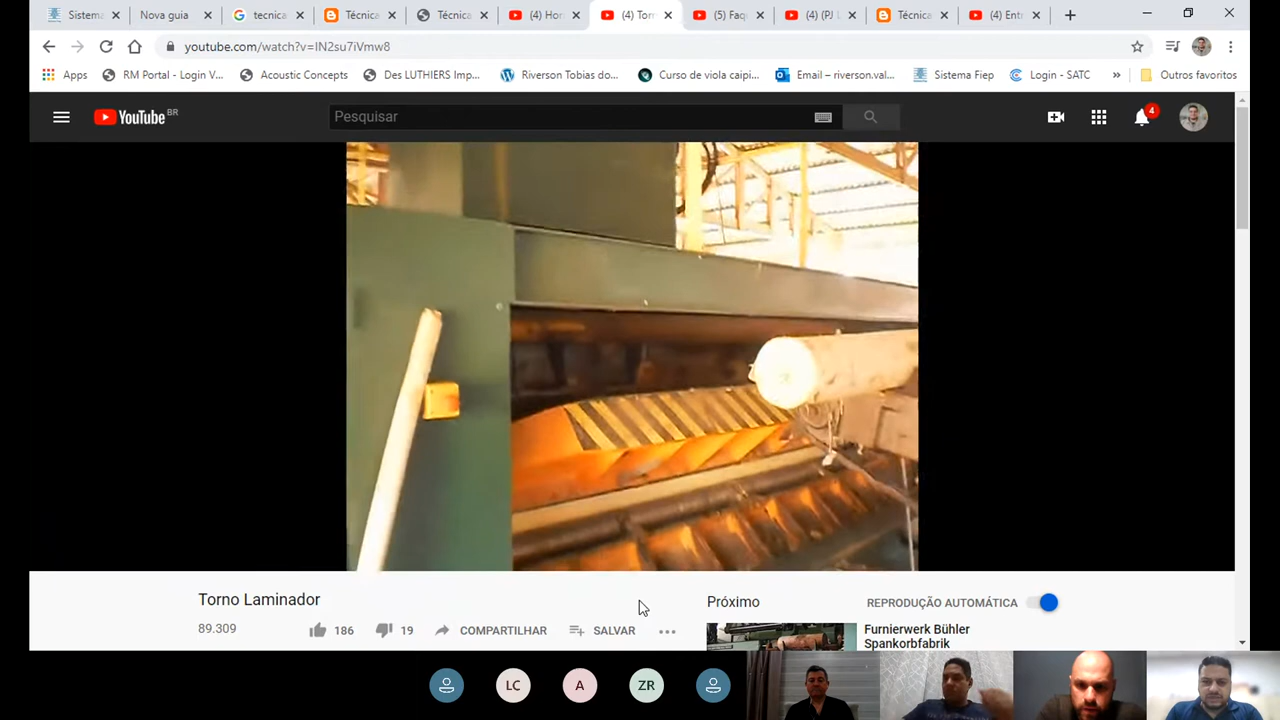 Sistema
Nova guia
tecnica
Técnica
Técnica
(4) Hor
(4) Torn
(5) Faq
(4) (PJ L
Técnica
(4) Entr
youtube.com/watch?v=IN2su7iVmw8
Apps
RM Portal - Login V...
Acoustic Concepts
Des LUTHIERS Imp...
Riverson Tobias do...
Curso de viola caipi...
Email – riverson.val...
Sistema Fiep
Login - SATC
»
Outros favoritos
YouTube BR
Pesquisar
4
Torno Laminador
89.309
186
19
COMPARTILHAR
SALVAR
Próximo
REPRODUÇÃO AUTOMÁTICA
Furnierwerk Bühler
Spankorbfabrik
LC
A
ZR